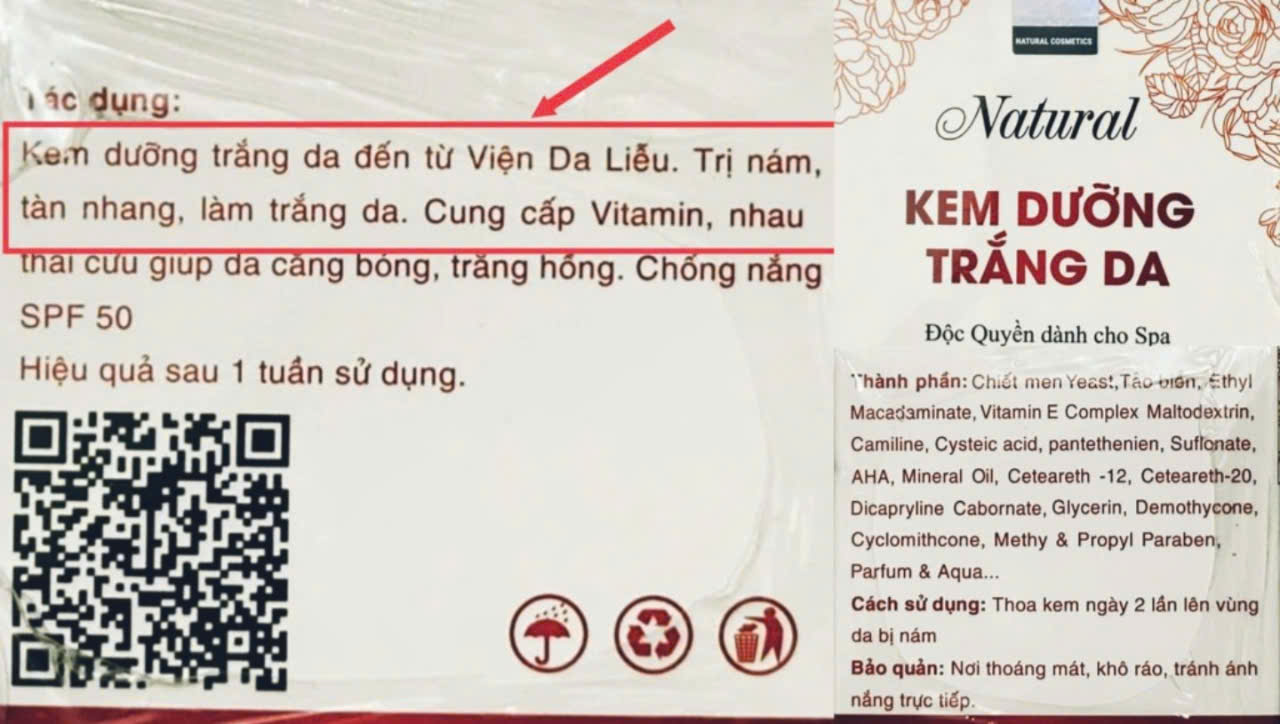 Tác dụng:
Kem dưỡng trắng da đến từ Viện Da Liễu. Trị nám,
tàn nhang, làm trắng da. Cung cấp Vitamin, nhau
thai cừu giúp da căng bóng, trắng hồng. Chống nắng
SPF 50
Hiệu quả sau 1 tuần sử dụng.
NATURAL COSMETICS
Natural
KEM DƯỠNG
TRẮNG DA
Độc Quyền dành cho Spa
Thành phần: Chiết men Yeast, Tảo biển, Ethyl
Macadaminate, Vitamin E Complex Maltodextrin,
Camiline, Cysteic acid, pantethenien, Suflonate,
AHA, Mineral Oil, Ceteareth -12, Ceteareth-20,
Dicapryline Cabornate, Glycerin, Demothycone,
Cyclomithcone, Methy & Propyl Paraben,
Parfum & Aqua...
Cách sử dụng: Thoa kem ngày 2 lần lên vùng
da bị nám
Bảo quản: Nơi thoáng mát, khô ráo, tránh ánh
nắng trực tiếp.